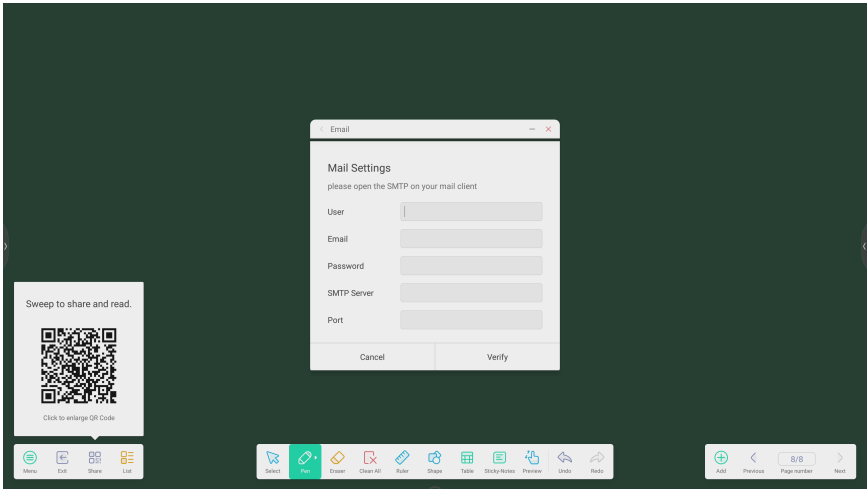 Email
Mail Settings
please open the SMTP on your mail client
User
Email
Password
SMTP Server
Port
Cancel Verify
Sweep to share and read.
Click to enlarge QR Code
Menu Exit Share List
Select Pen Eraser Clean All Ruler Shape Table Sticky-Notes Preview Undo Redo
8/8
Add Previous Page number Next